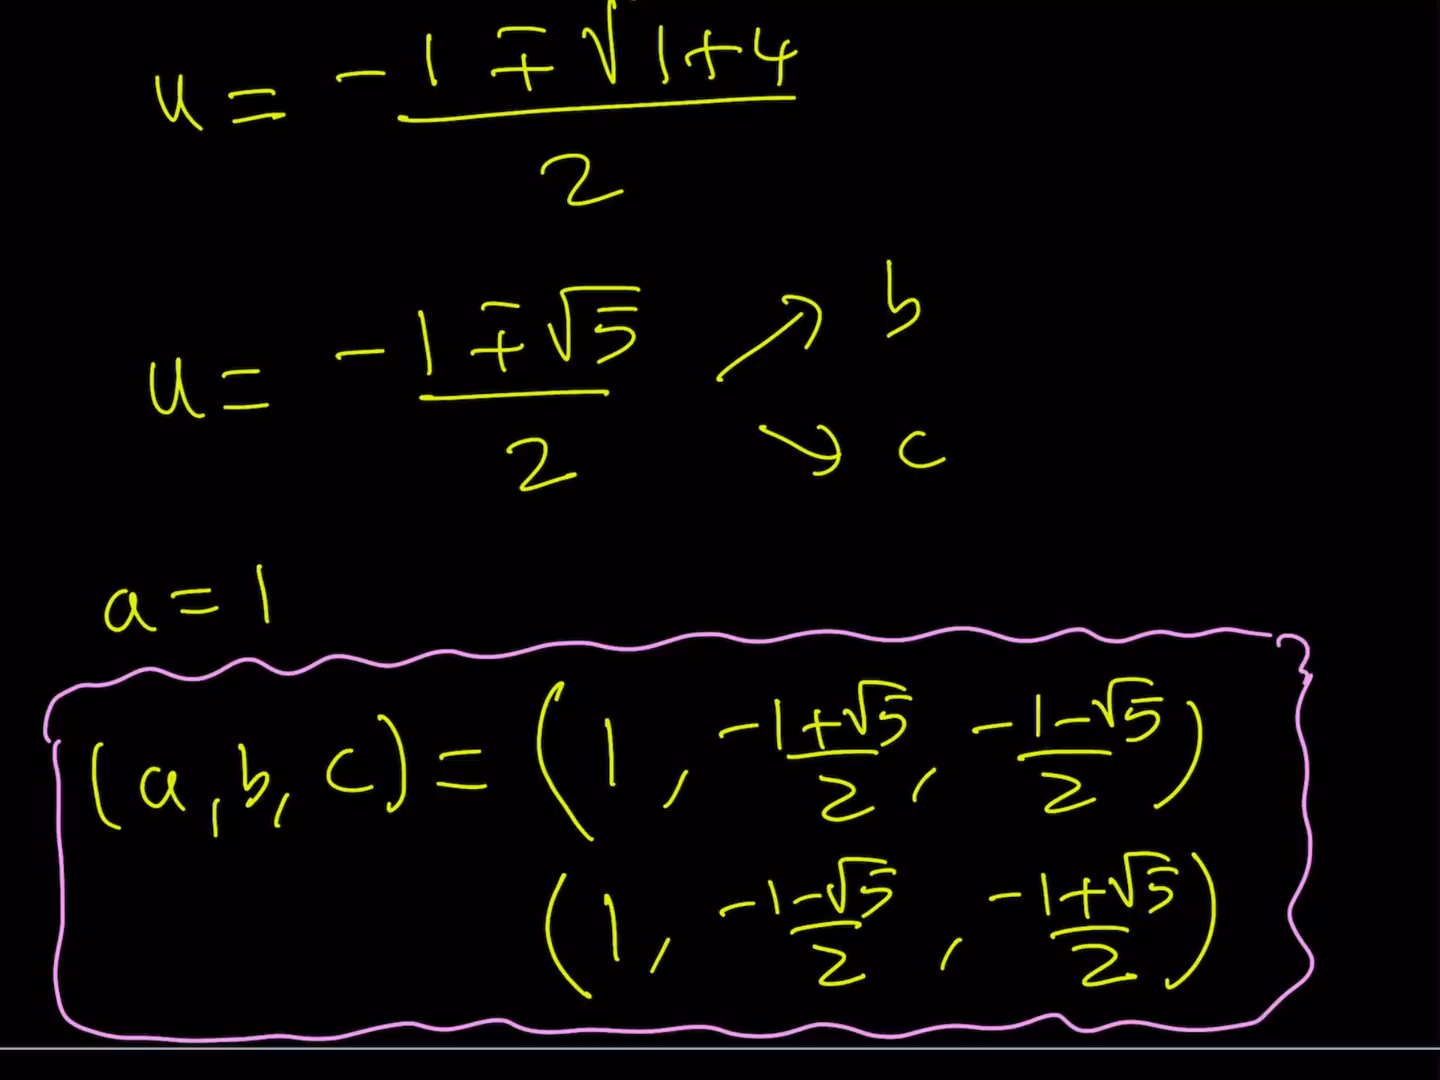 u = (-1 ∓ √(1+4)) / 2
u = (-1 ∓ √5) / 2 ↗ b ↘ c
a = 1
(a, b, c) = (1, (-1+√5)/2, (-1-√5)/2)
(1, (-1-√5)/2, (-1+√5)/2)